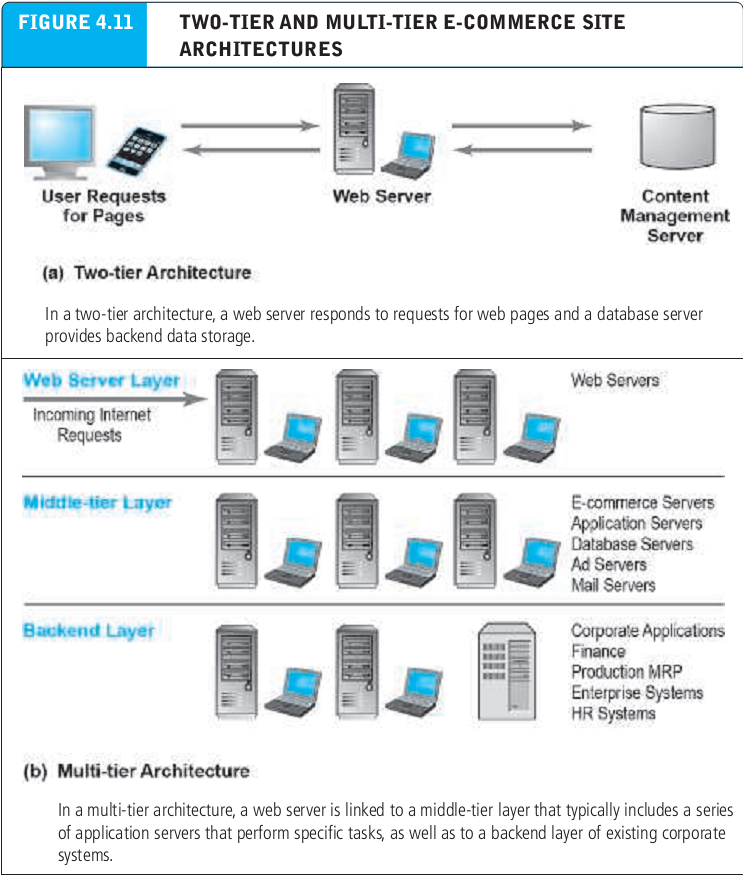 FIGURE 4.11
TWO-TIER AND MULTI-TIER E-COMMERCE SITE
ARCHITECTURES
User Requests
for Pages
Web Server
Content
Management
Server
(a) Two-tier Architecture
In a two-tier architecture, a web server responds to requests for web pages and a database server
provides backend data storage.
Web Server Layer
Incoming Internet
Requests
Web Servers
Middle-tier Layer
E-commerce Servers
Application Servers
Database Servers
Ad Servers
Mail Servers
Backend Layer
Corporate Applications
Finance
Production MRP
Enterprise Systems
HR Systems
(b) Multi-tier Architecture
In a multi-tier architecture, a web server is linked to a middle-tier layer that typically includes a series
of application servers that perform specific tasks, as well as to a backend layer of existing corporate
systems.